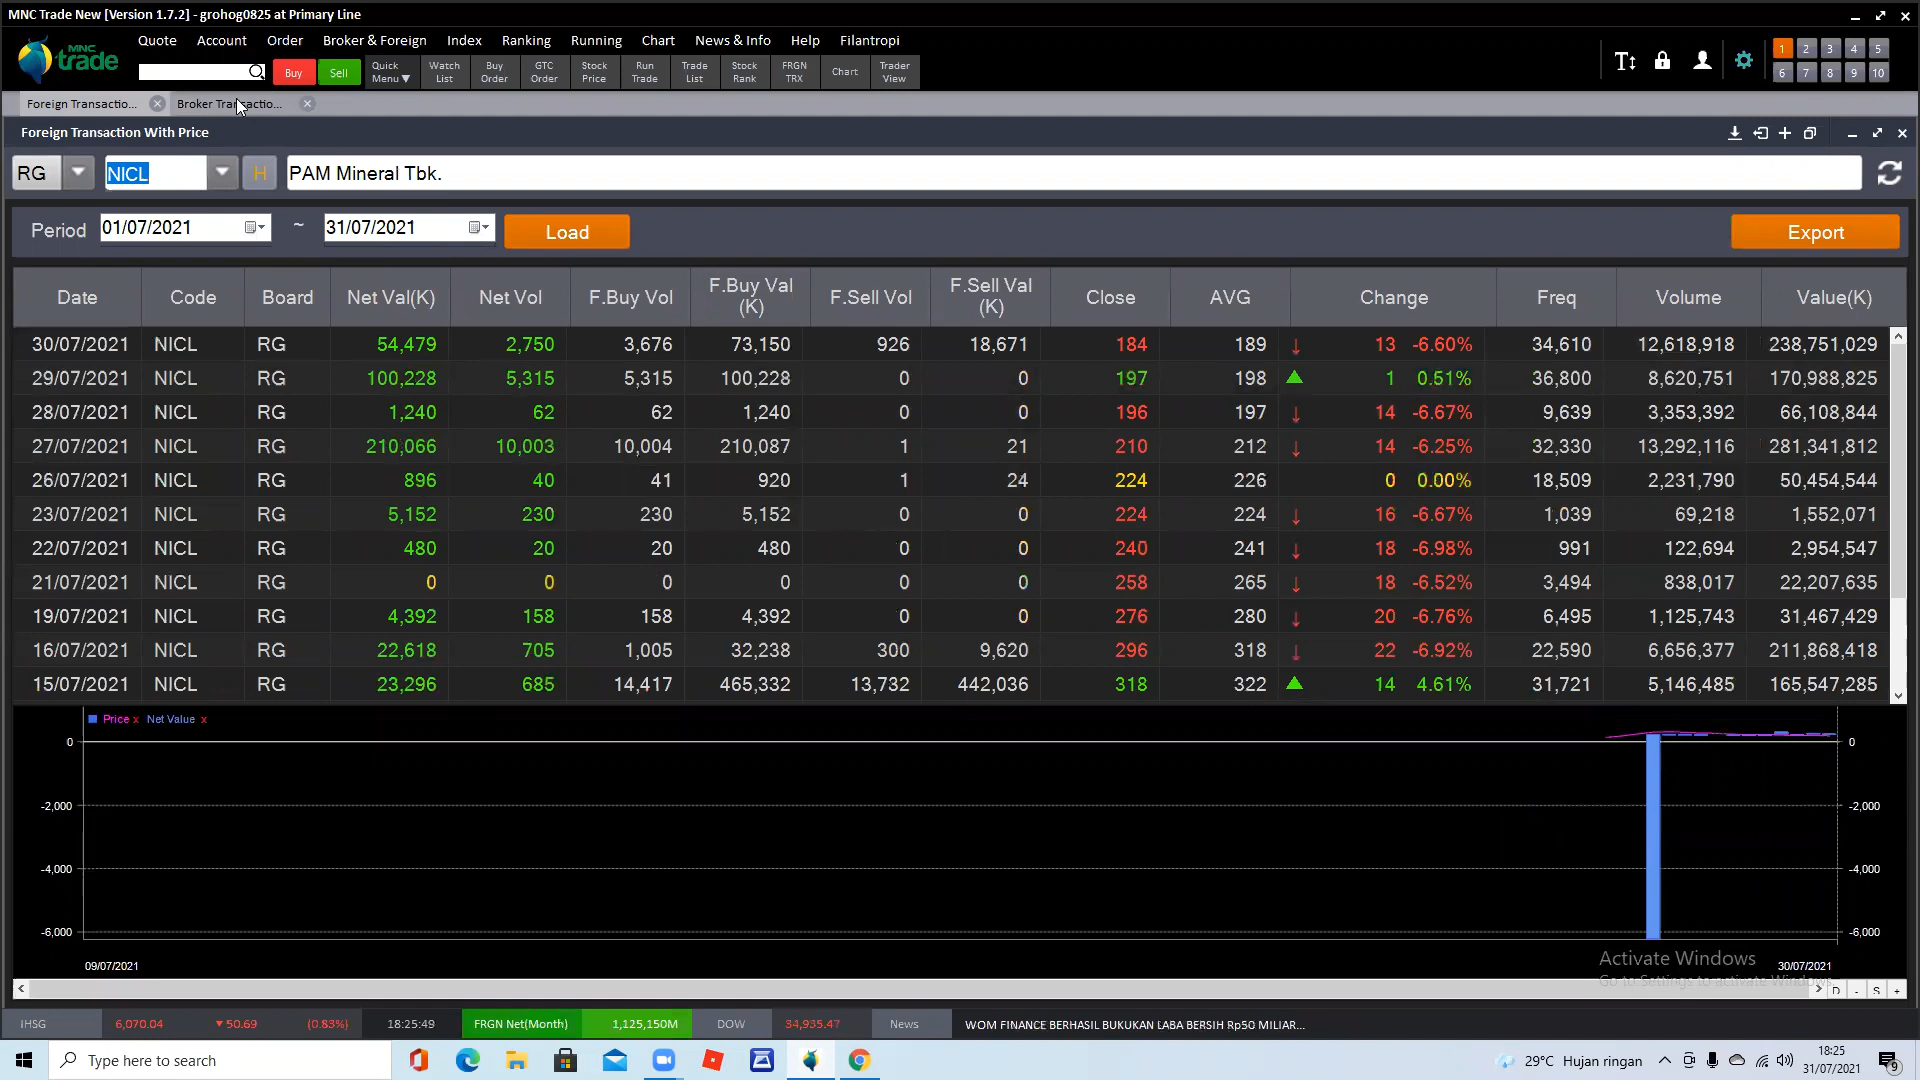 MNC Trade New [Version 1.7.2] - grohog0825 at Primary Line
MNC trade
Quote Account Order Broker & Foreign Index Ranking Running Chart News & Info Help Filantropi
Buy Sell Quick Menu▼ Watch List Buy Order GTC Order Stock Price Run Trade Trade List Stock Rank FRGN TRX Chart Trader View
1 2 3 4 5
6 7 8 9 10
Foreign Transactio... Broker Transactio...
Foreign Transaction With Price
RG NICL H PAM Mineral Tbk.
Period 01/07/2021 ~ 31/07/2021 Load Export
Date Code Board Net Val(K) Net Vol F.Buy Vol F.Buy Val (K) F.Sell Vol F.Sell Val (K) Close AVG Change Freq Volume Value(K)
30/07/2021 NICL RG 54,479 2,750 3,676 73,150 926 18,671 184 189 ↓ 13 -6.60% 34,610 12,618,918 238,751,029
29/07/2021 NICL RG 100,228 5,315 5,315 100,228 0 0 197 198 ▲ 1 0.51% 36,800 8,620,751 170,988,825
28/07/2021 NICL RG 1,240 62 62 1,240 0 0 196 197 ↓ 14 -6.67% 9,639 3,353,392 66,108,844
27/07/2021 NICL RG 210,066 10,003 10,004 210,087 1 21 210 212 ↓ 14 -6.25% 32,330 13,292,116 281,341,812
26/07/2021 NICL RG 896 40 41 920 1 24 224 226 0 0.00% 18,509 2,231,790 50,454,544
23/07/2021 NICL RG 5,152 230 230 5,152 0 0 224 224 ↓ 16 -6.67% 1,039 69,218 1,552,071
22/07/2021 NICL RG 480 20 20 480 0 0 240 241 ↓ 18 -6.98% 991 122,694 2,954,547
21/07/2021 NICL RG 0 0 0 0 0 0 258 265 ↓ 18 -6.52% 3,494 838,017 22,207,635
19/07/2021 NICL RG 4,392 158 158 4,392 0 0 276 280 ↓ 20 -6.76% 6,495 1,125,743 31,467,429
16/07/2021 NICL RG 22,618 705 1,005 32,238 300 9,620 296 318 ↓ 22 -6.92% 22,590 6,656,377 211,868,418
15/07/2021 NICL RG 23,296 685 14,417 465,332 13,732 442,036 318 322 ▲ 14 4.61% 31,721 5,146,485 165,547,285
Price x Net Value x
0 0
-2,000 -2,000
-4,000 -4,000
-6,000 -6,000
09/07/2021 30/07/2021
Activate Windows
Go to Settings to activate Windows.
D - S +
IHSG 6,070.04 ▼50.69 (0.83%) 18:25:49 FRGN Net(Month) 1,125,150M DOW 34,935.47 News WOM FINANCE BERHASIL BUKUKAN LABA BERSIH Rp50 MILIAR...
Type here to search 29°C Hujan ringan 18:25
31/07/2021 9